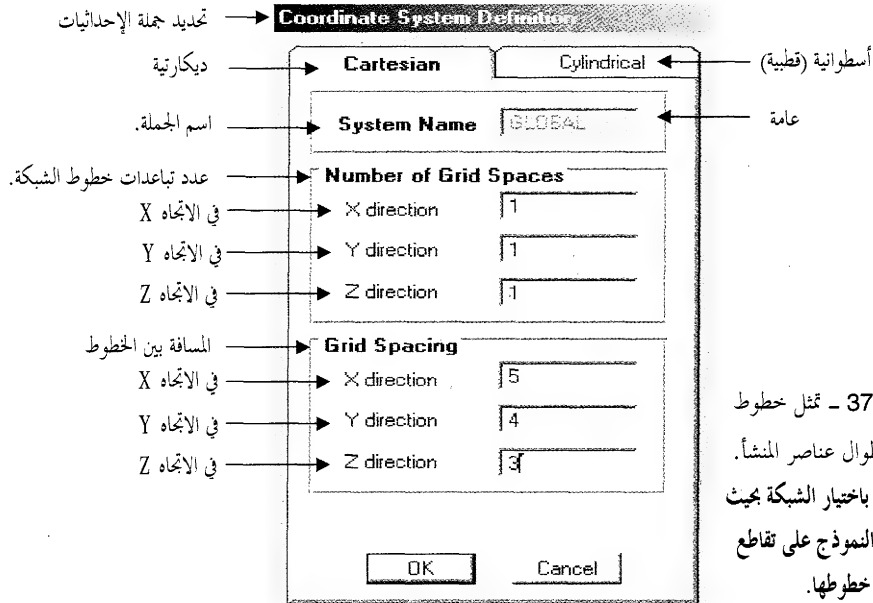 تحديد جملة الإحداثيات
Coordinate System Definition
ديكارتية
Cartesian
Cylindrical
أسطوانية (قطبية)
اسم الجملة.
System Name
GLOBAL
عامة
عدد تباعدات خطوط الشبكة.
Number of Grid Spaces
في الاتجاه X
X direction
1
في الاتجاه Y
Y direction
1
في الاتجاه Z
Z direction
1
المسافة بين الخطوط
Grid Spacing
في الاتجاه X
X direction
5
في الاتجاه Y
Y direction
4
في الاتجاه Z
Z direction
3
OK
Cancel
37 ـ تمثل خطوط
لوال عناصر المنشأ.
باختيار الشبكة بحيث
النموذج على تقاطع
خطوطها.